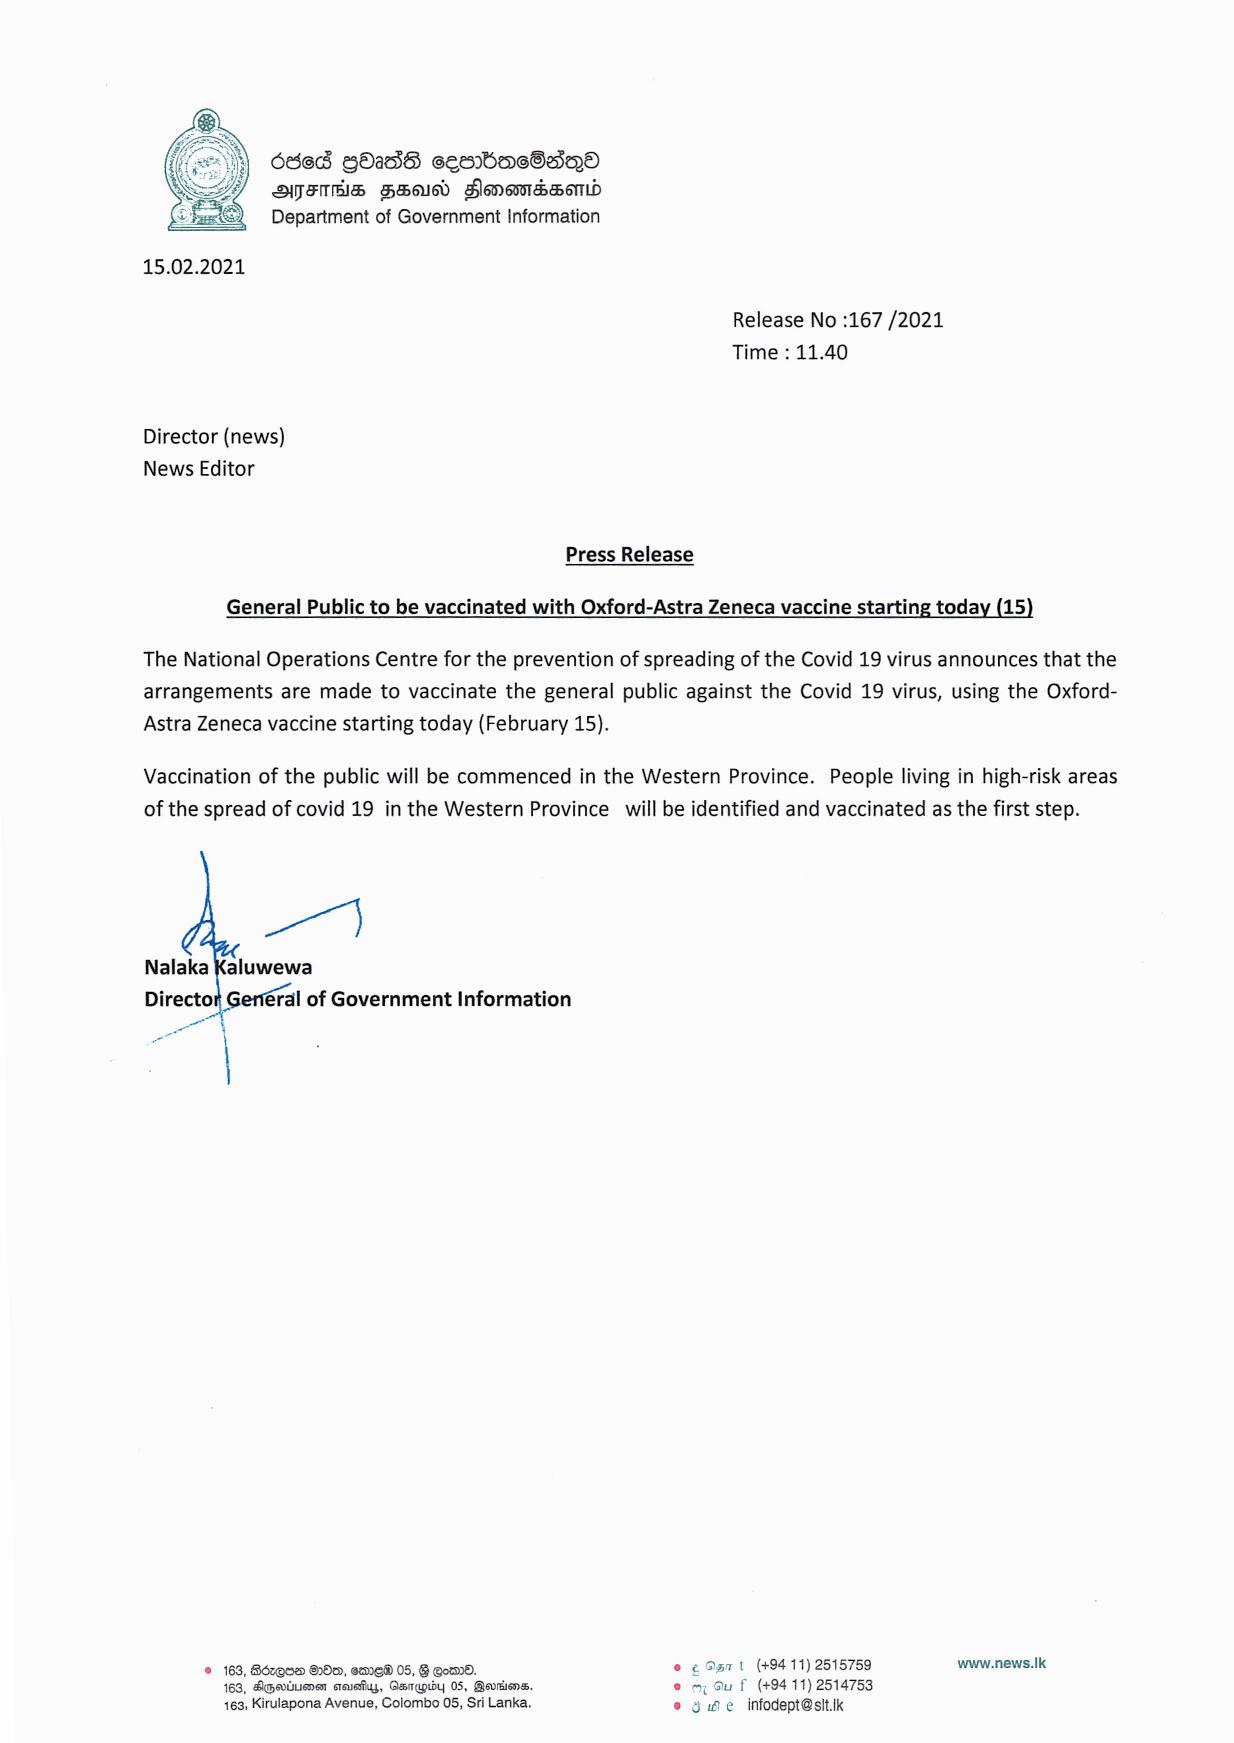 රජයේ ප්‍රවෘත්ති දෙපාර්තමේන්තුව
அரசாங்க தகவல் திணைக்களம்
Department of Government Information
15.02.2021
Release No :167 /2021
Time : 11.40
Director (news)
News Editor
Press Release
General Public to be vaccinated with Oxford-Astra Zeneca vaccine starting today (15)
The National Operations Centre for the prevention of spreading of the Covid 19 virus announces that the
arrangements are made to vaccinate the general public against the Covid 19 virus, using the Oxford-
Astra Zeneca vaccine starting today (February 15).
Vaccination of the public will be commenced in the Western Province. People living in high-risk areas
of the spread of covid 19 in the Western Province will be identified and vaccinated as the first step.
Nalaka Kaluwewa
Director General of Government Information
163, කිරුලපන මාවත, කොළඹ 05, ශ්‍රී ලංකාව.
163, கிருலப்பனை எவனியூ, கொழும்பு 05, இலங்கை.
163, Kirulapona Avenue, Colombo 05, Sri Lanka.
දු தொ t (+94 11) 2515759
ෆැ பெ f (+94 11) 2514753
ඊ மி e infodept@slt.lk
www.news.lk